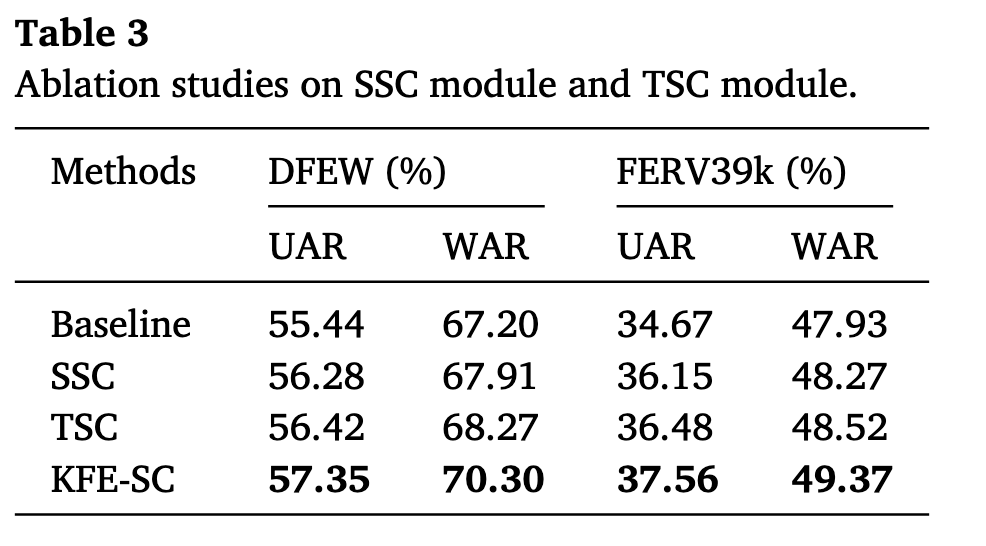 Table 3
Ablation studies on SSC module and TSC module.
Methods DFEW (%) FERV39k (%)
UAR WAR UAR WAR
Baseline 55.44 67.20 34.67 47.93
SSC 56.28 67.91 36.15 48.27
TSC 56.42 68.27 36.48 48.52
KFE-SC 57.35 70.30 37.56 49.37